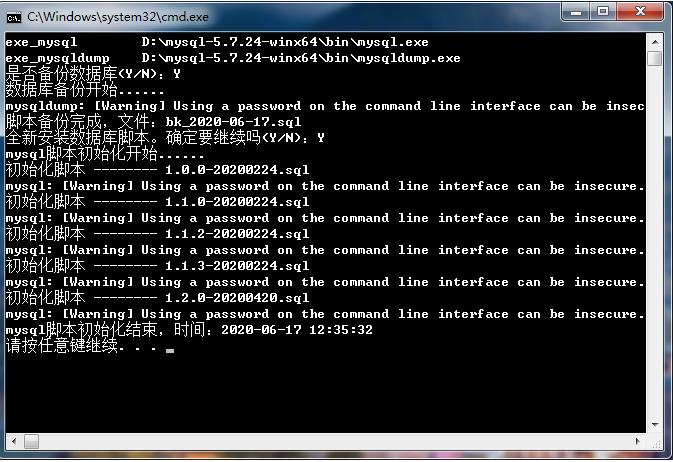 C:\Windows\system32\cmd.exe
exe_mysql D:\mysql-5.7.24-winx64\bin\mysql.exe
exe_mysqldump D:\mysql-5.7.24-winx64\bin\mysqldump.exe
是否备份数据库(Y/N)：Y
数据库备份开始......
mysqldump: [Warning] Using a password on the command line interface can be insec
脚本备份完成，文件：bk_2020-06-17.sql
全新安装数据库脚本。确定要继续吗(Y/N)：Y
mysql脚本初始化开始......
初始化脚本 -------- 1.0.0-20200224.sql
mysql: [Warning] Using a password on the command line interface can be insecure.
初始化脚本 -------- 1.1.0-20200224.sql
mysql: [Warning] Using a password on the command line interface can be insecure.
初始化脚本 -------- 1.1.2-20200224.sql
mysql: [Warning] Using a password on the command line interface can be insecure.
初始化脚本 -------- 1.1.3-20200224.sql
mysql: [Warning] Using a password on the command line interface can be insecure.
初始化脚本 -------- 1.2.0-20200420.sql
mysql: [Warning] Using a password on the command line interface can be insecure.
mysql脚本初始化结束，时间：2020-06-17 12:35:32
请按任意键继续. . .